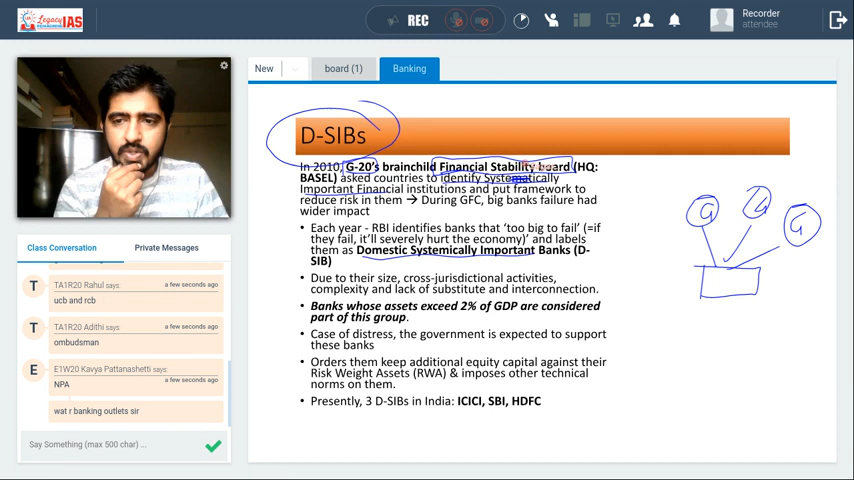 Legacy
IAS
REC
Recorder
attendee
New
board (1)
Banking
D-SIBs
In 2010, G-20's brainchild Financial Stability board (HQ:
BASEL) asked countries to identify Systematically
Important Financial institutions and put framework to
reduce risk in them → During GFC, big banks failure had
wider impact
• Each year - RBI identifies banks that 'too big to fail' (=if
they fail, it'll severely hurt the economy)' and labels
them as Domestic Systemically Important Banks (D-
SIB)
• Due to their size, cross-jurisdictional activities,
complexity and lack of substitute and interconnection.
• Banks whose assets exceed 2% of GDP are considered
part of this group.
• Case of distress, the government is expected to support
these banks
• Orders them keep additional equity capital against their
Risk Weight Assets (RWA) & imposes other technical
norms on them.
• Presently, 3 D-SIBs in India: ICICI, SBI, HDFC
G
G
Class Conversation
Private Messages
T
TA1R20 Rahul says:
a few seconds ago
ucb and rcb
T
TA1R20 Adithi says:
a few seconds ago
ombudsman
E
E1W20 Kavya Pattanashetti says:
a few seconds ago
NPA
wat r banking outlets sir
Say Something (max 500 char) ...